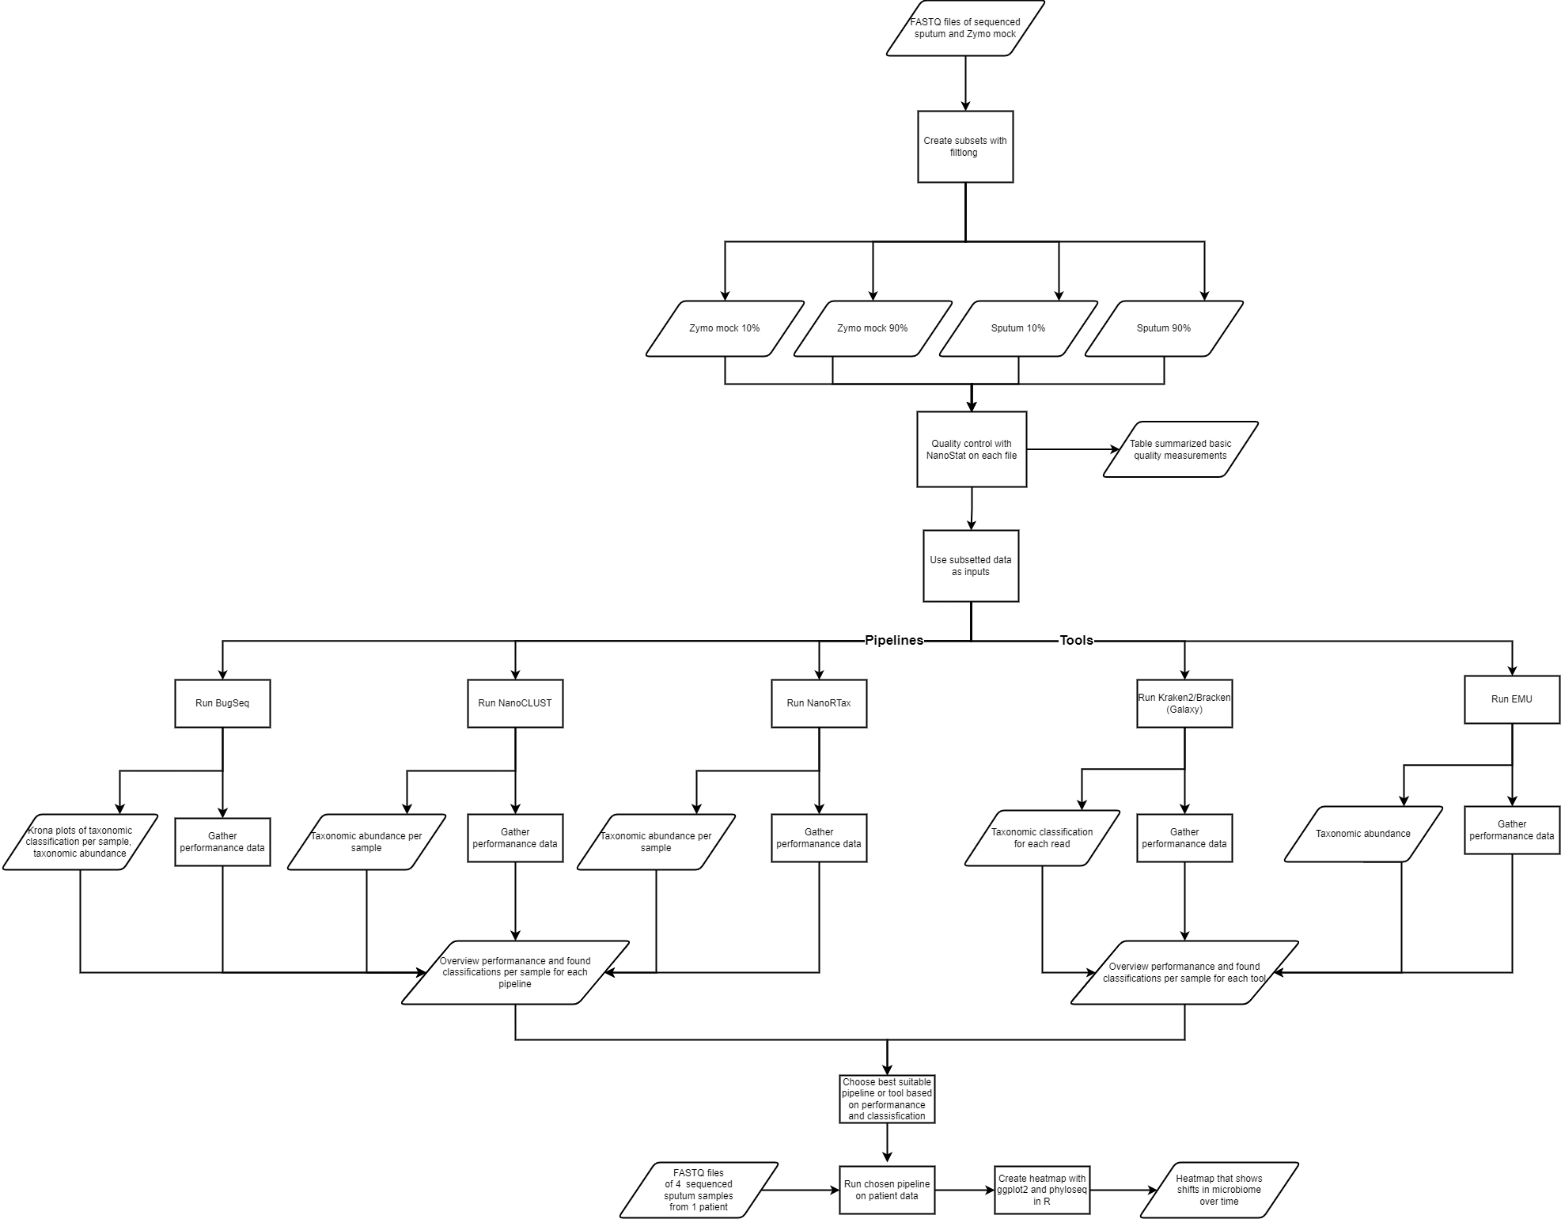 FASTQ files of sequenced
sputum and Zymo mock
Create subsets with
filtlong
Zymo mock 10%
Zymo mock 90%
Sputum 10%
Sputum 90%
Quality control with
NanoStat on each file
Table summarized basic
quality measurements
Use subsetted data
as inputs
Pipelines
Tools
Run BugSeq
Run NanoCLUST
Run NanoRTax
Run Kraken2/Bracken
(Galaxy)
Run EMU
Krona plots of taxonomic
classification per sample,
taxonomic abundance
Gather
performanance data
Taxonomic abundance per
sample
Gather
performanance data
Taxonomic abundance per
sample
Gather
performanance data
Taxonomic classification
for each read
Gather
performanance data
Taxonomic abundance
Gather
performanance data
Overview performanance and found
classifications per sample for each
pipeline
Overview performanance and found
classifications per sample for each tool
Choose best suitable
pipeline or tool based
on performanance
and classisfication
FASTQ files
of 4 sequenced
sputum samples
from 1 patient
Run chosen pipeline
on patient data
Create heatmap with
ggplot2 and phyloseq
in R
Heatmap that shows
shifts in microbiome
over time